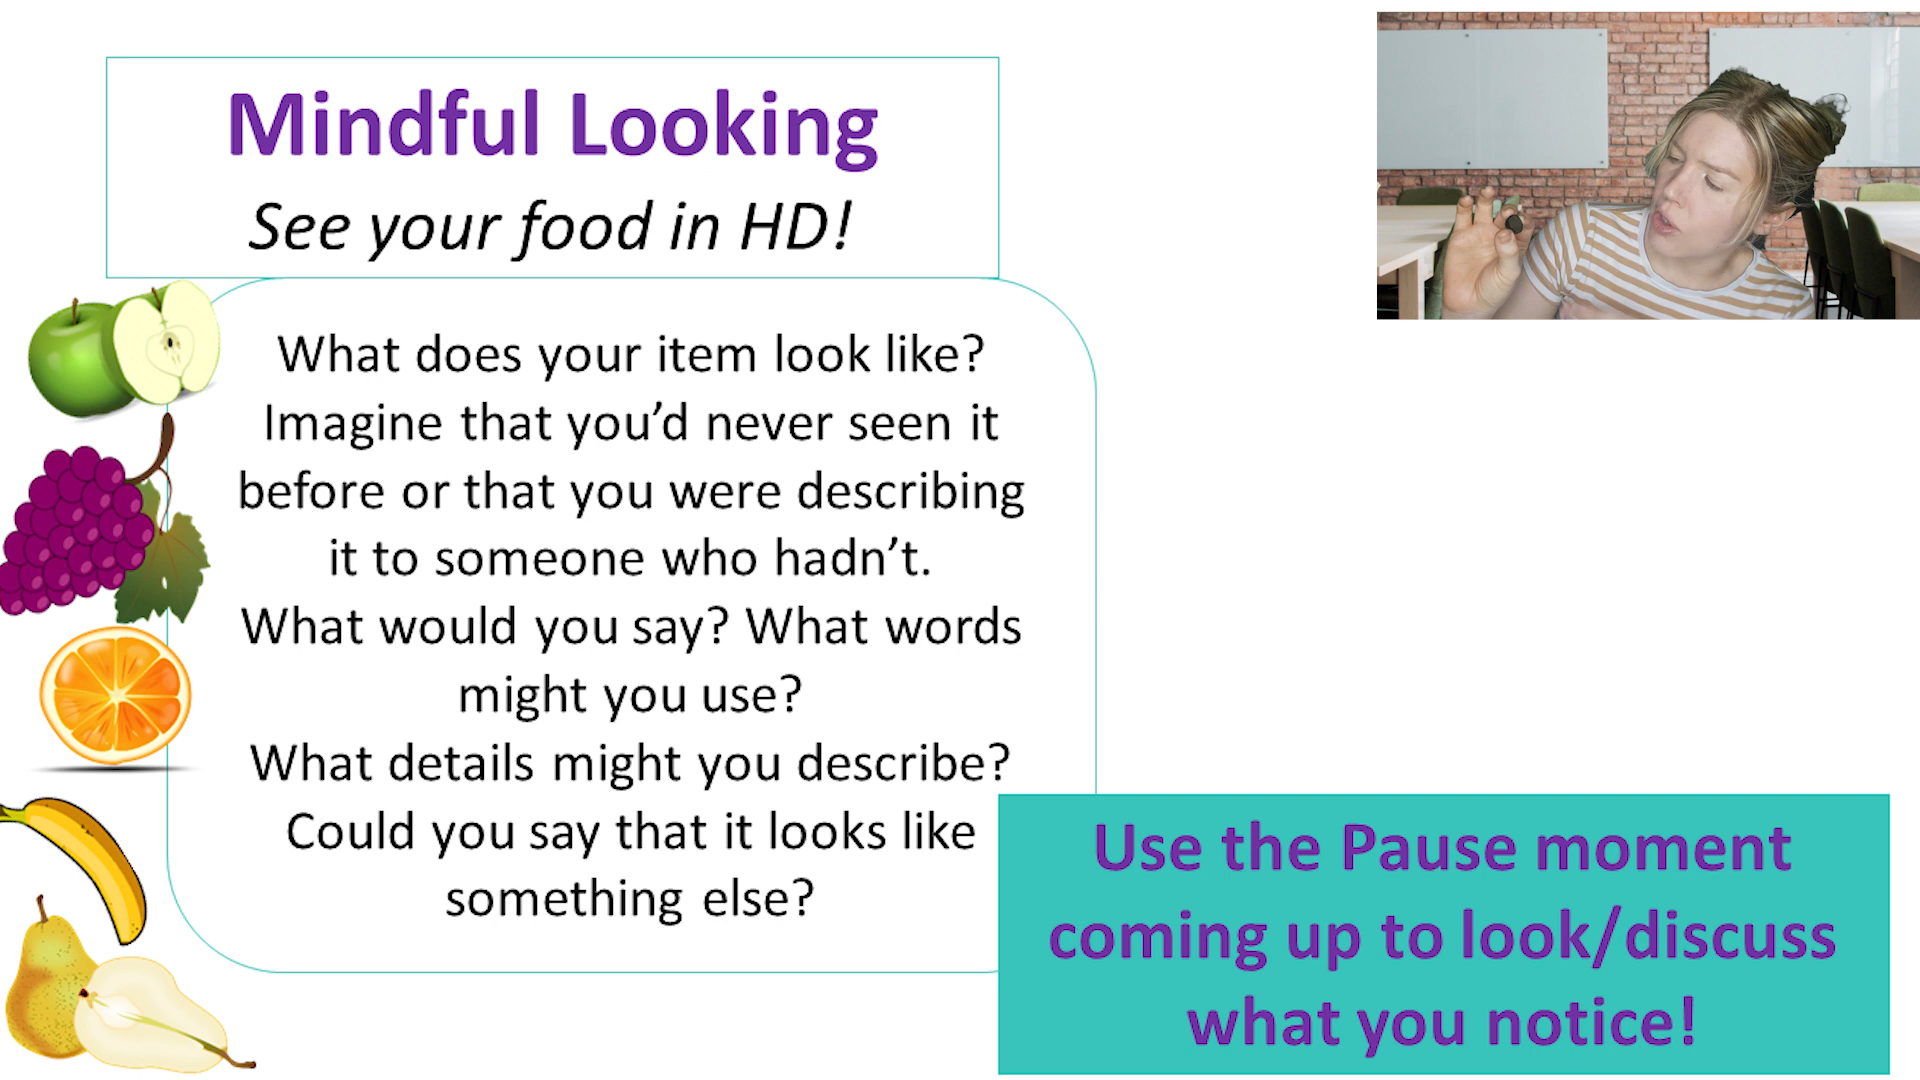 Mindful Looking
See your food in HD!
What does your item look like?
Imagine that you’d never seen it
before or that you were describing
it to someone who hadn’t.
What would you say? What words
might you use?
What details might you describe?
Could you say that it looks like
something else?
Use the Pause moment
coming up to look/discuss
what you notice!